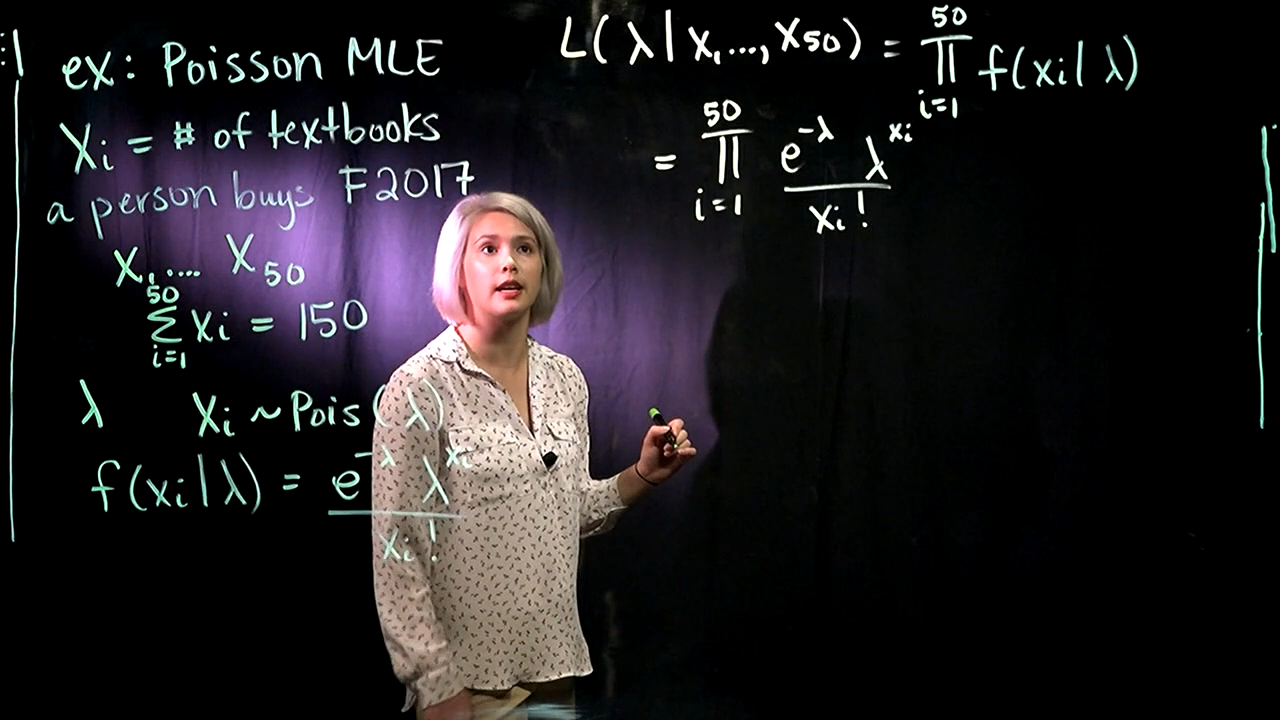 ex: Poisson MLE
Xi = # of textbooks
a person buys F2017
X1, .... X50
50
Σ xi = 150
i=1
λ Xi ~ Pois(λ)
f(xi|λ) = e^-λ λ^xi
xi!
L(λ|X1,...,X50) = 50 ∏ i=1 f(xi|λ)
= 50 ∏ i=1 e^-λ λ^xi
xi!